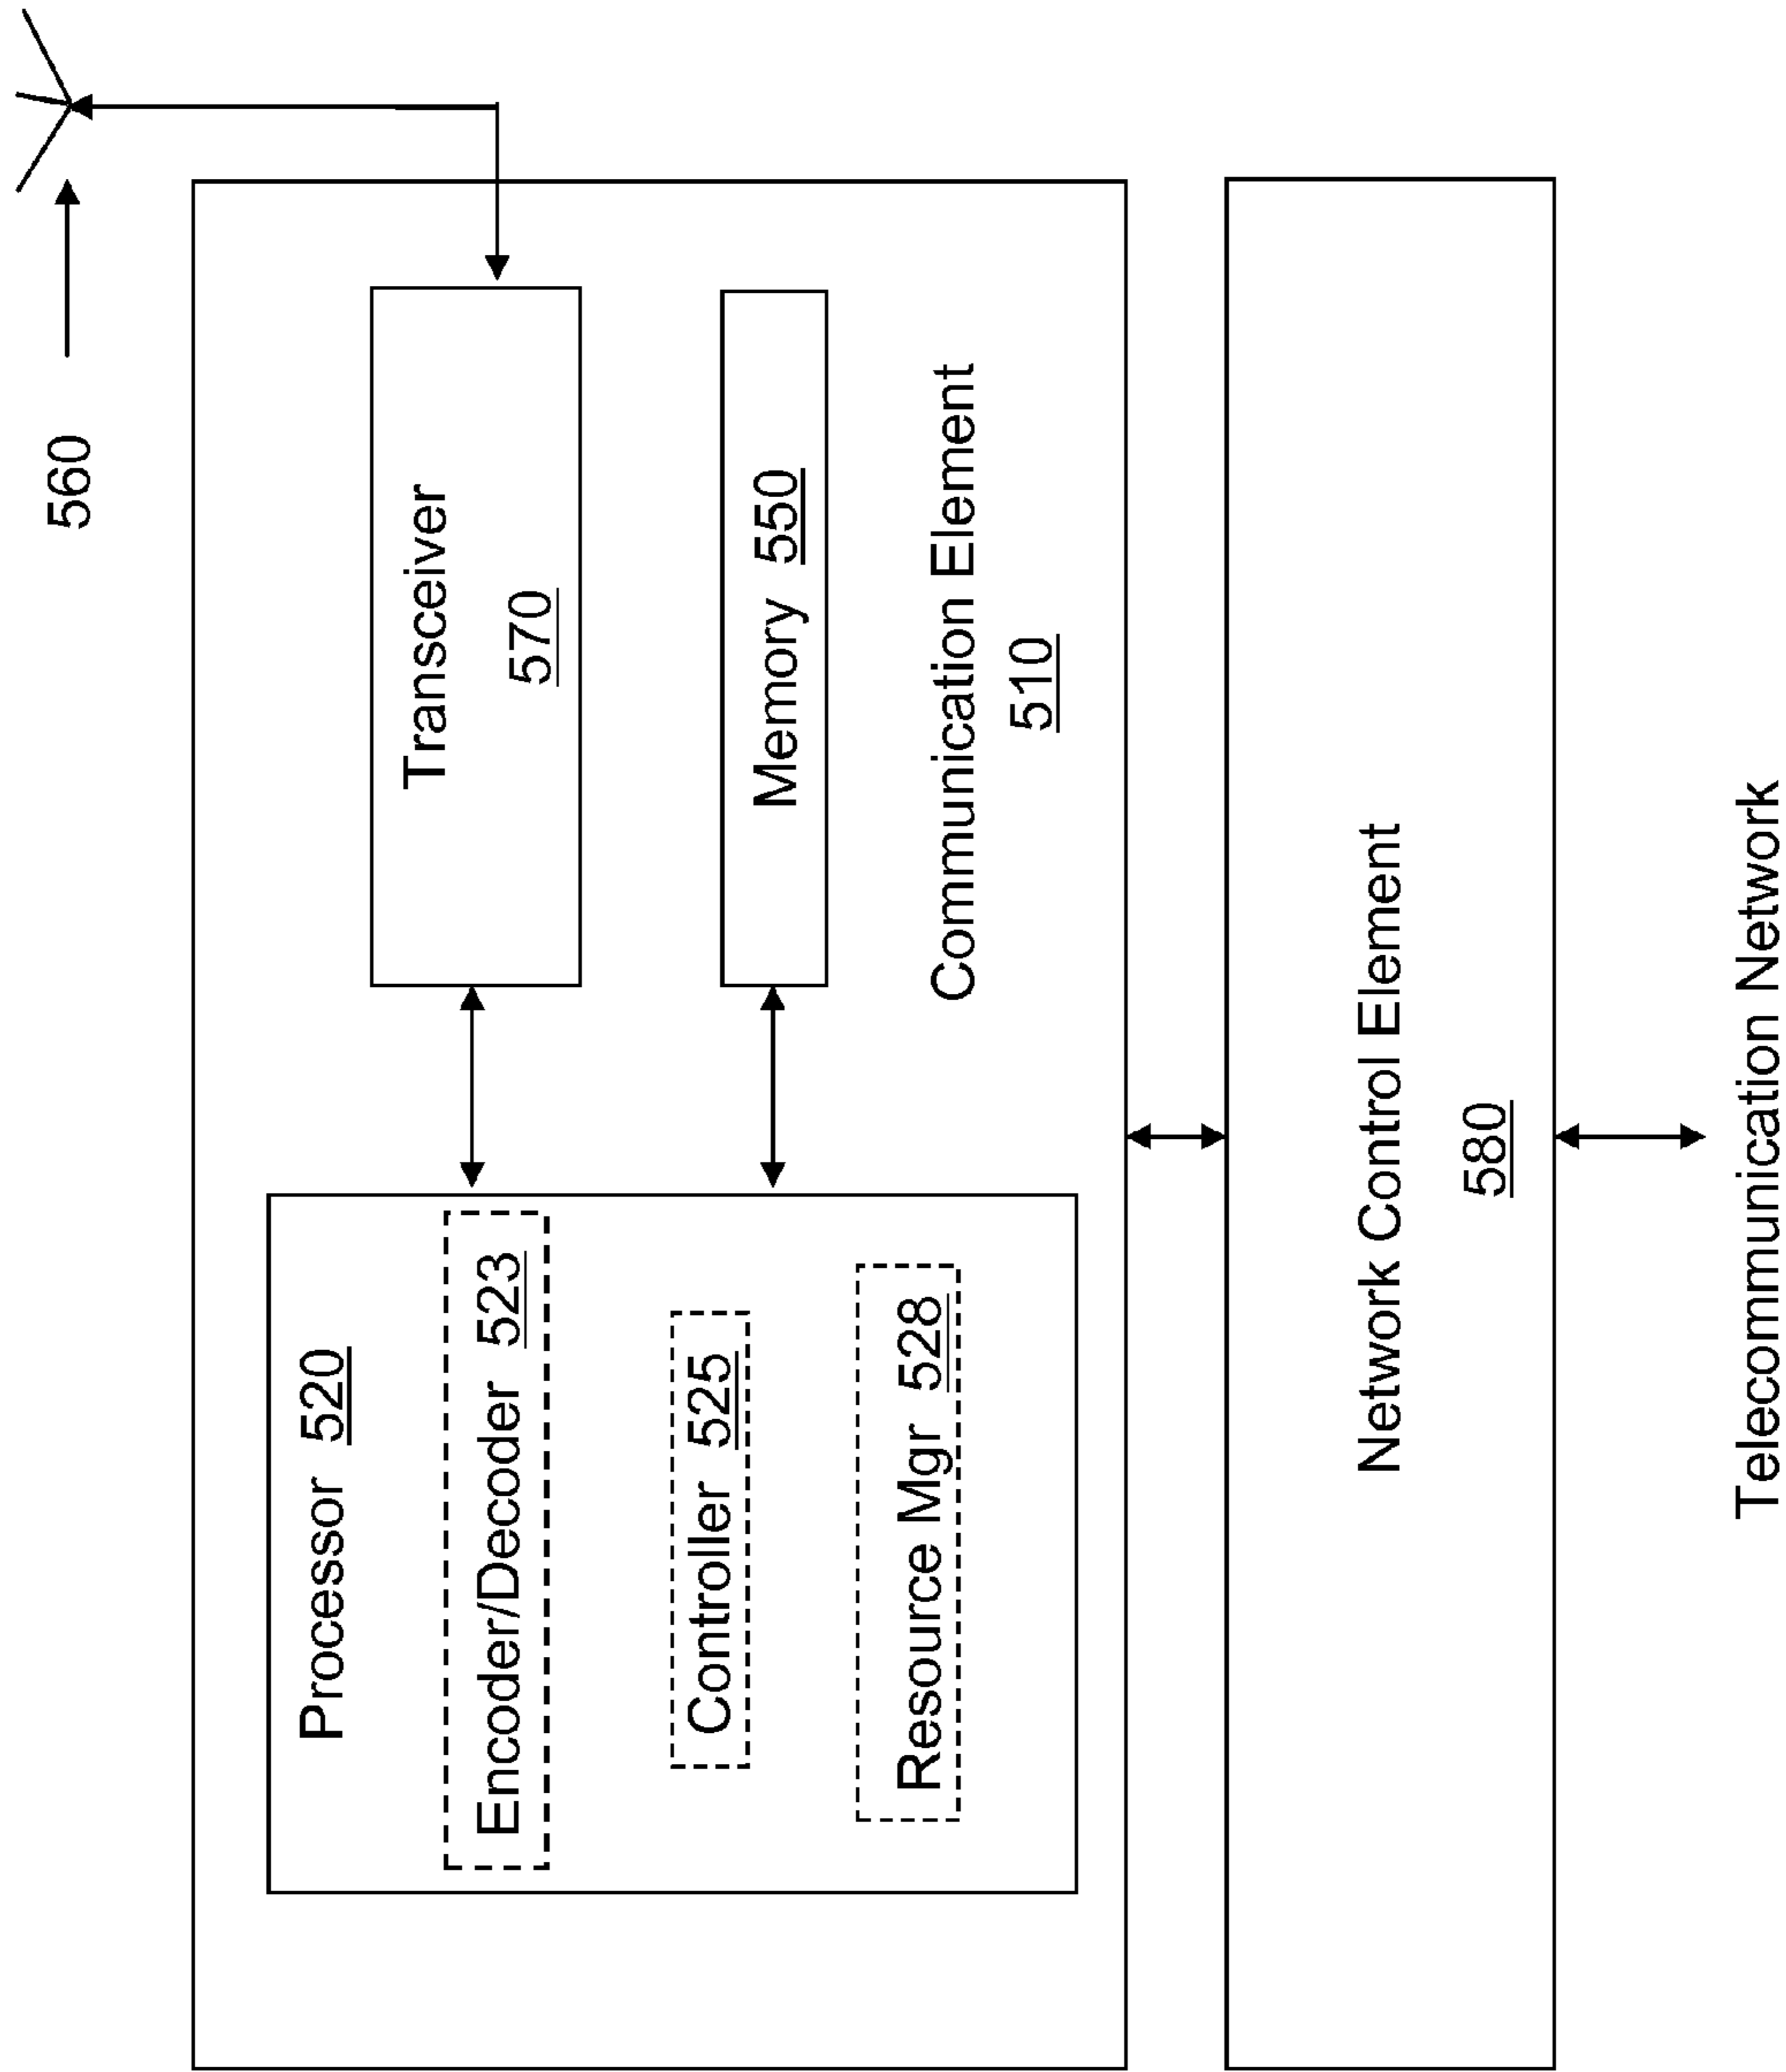 560
Processor 520
Encoder/Decoder 523
Controller 525
Resource Mgr 528
Transceiver
570
Memory 550
Communication Element
510
Network Control Element
580
Telecommunication Network